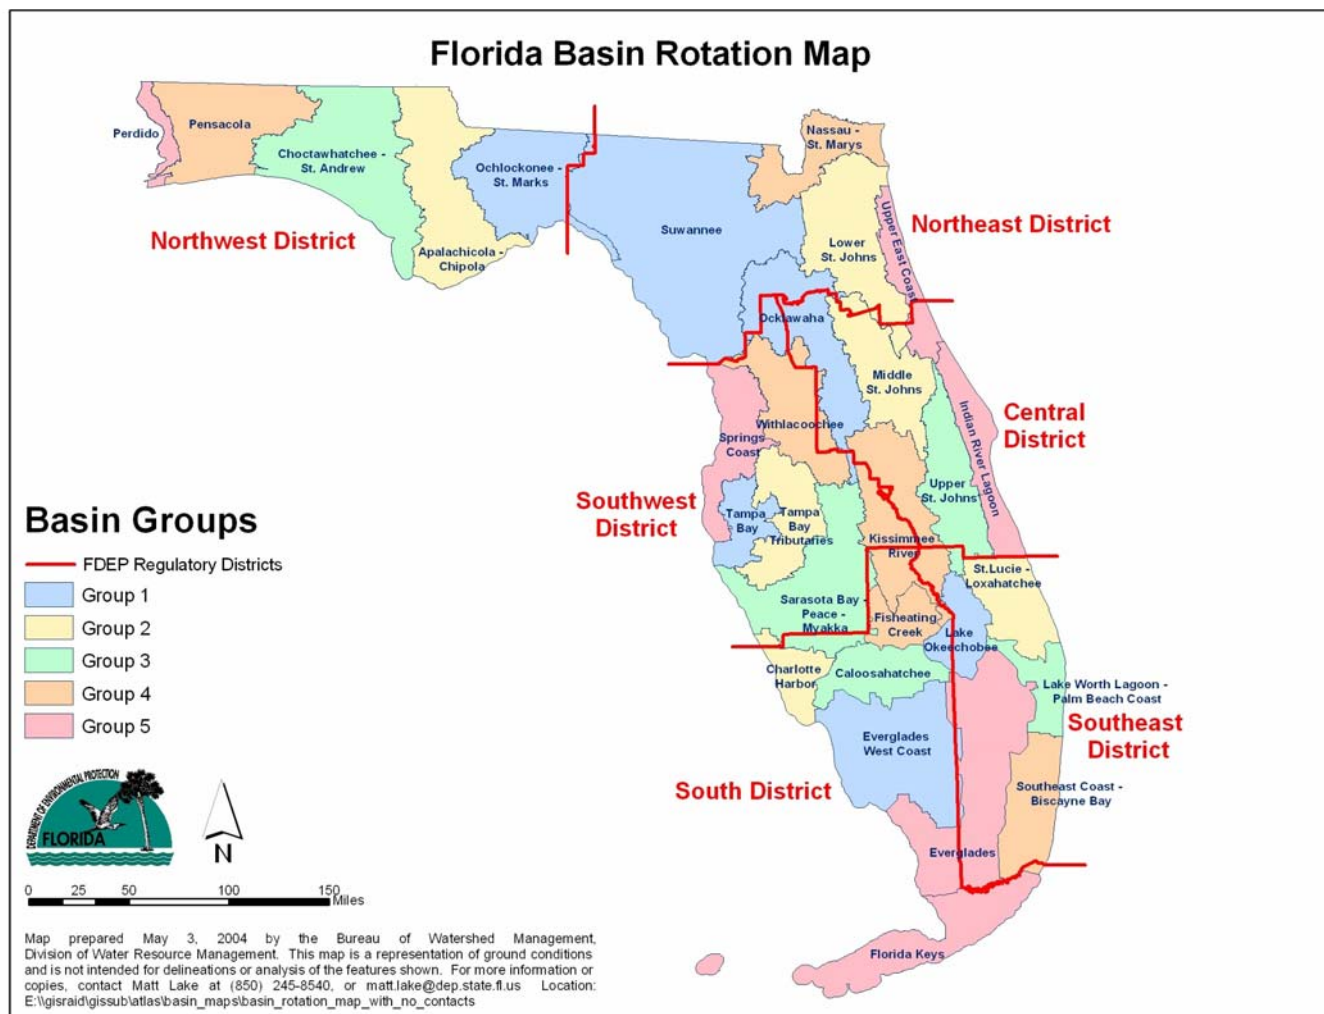 Florida Basin Rotation Map
Perdido
Pensacola
Choctawhatchee -
St. Andrew
Apalachicola -
Chipola
Ochlockonee -
St. Marks
Suwannee
Nassau -
St. Marys
Lower
St. Johns
Upper East Coast
Northwest District
Northeast District
Ocklawaha
Middle
St. Johns
Withlacoochee
Springs
Coast
Central
District
Indian River Lagoon
Upper
St. Johns
Southwest
District
Tampa
Bay
Tampa
Bay
Tributaries
Kissimmee
River
St.Lucie -
Loxahatchee
Sarasota Bay -
Peace -
Myakka
Fisheating
Creek
Lake
Okeechobee
Charlotte
Harbor
Caloosahatchee
Lake Worth Lagoon -
Palm Beach Coast
Southeast
District
Everglades
West Coast
South District
Southeast Coast -
Biscayne Bay
Everglades
Florida Keys
Basin Groups
FDEP Regulatory Districts
Group 1
Group 2
Group 3
Group 4
Group 5
DEPARTMENT OF ENVIRONMENTAL PROTECTION
FLORIDA
N
0 25 50 100 150
Miles
Map prepared May 3, 2004 by the Bureau of Watershed Management,
Division of Water Resource Management. This map is a representation of ground conditions
and is not intended for delineations or analysis of the features shown. For more information or
copies, contact Matt Lake at (850) 245-8540, or matt.lake@dep.state.fl.us Location:
E:\\gisraid\gissub\atlas\basin_maps\basin_rotation_map_with_no_contacts